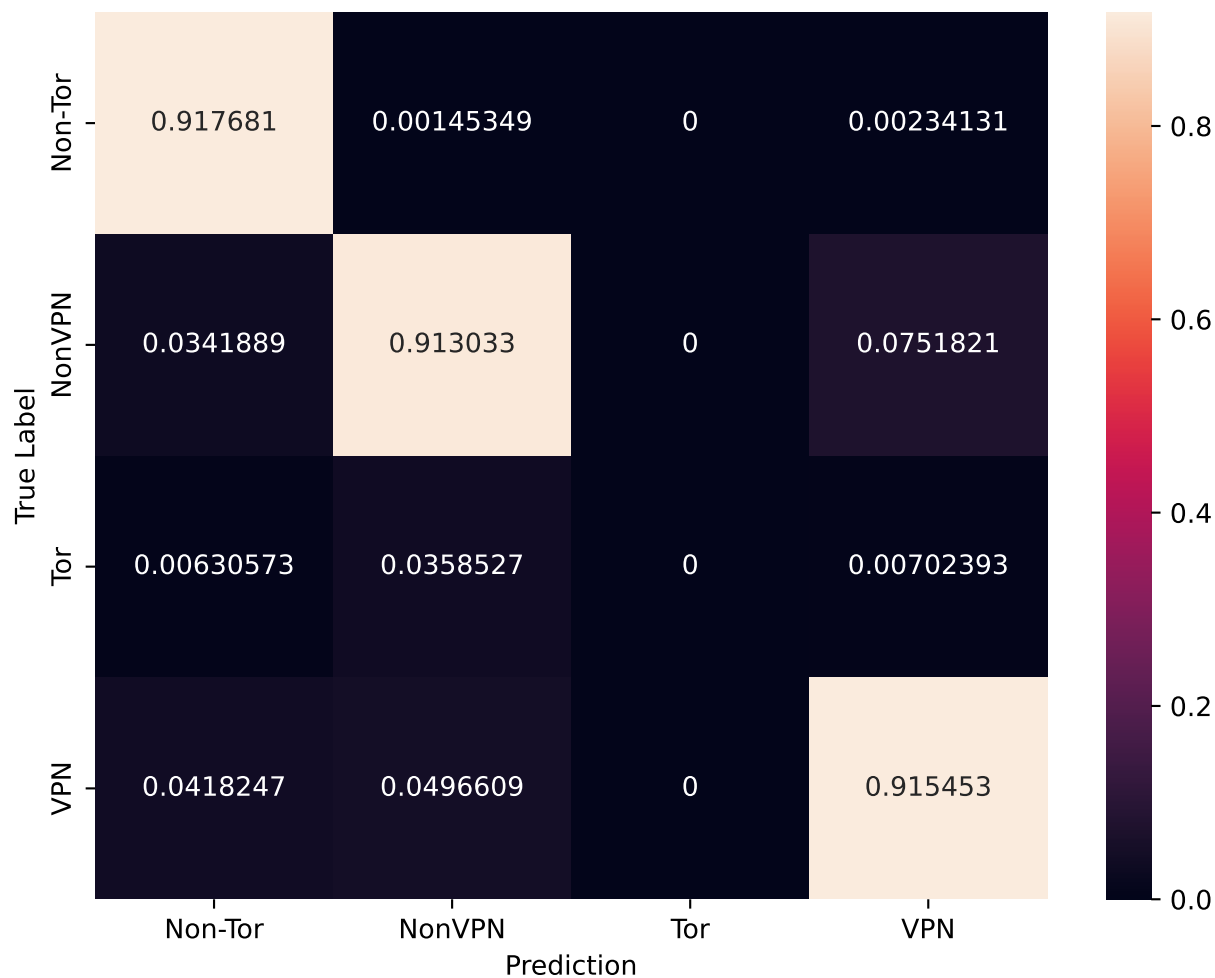 Non-Tor 0.917681 0.00145349 0 0.00234131
NonVPN 0.0341889 0.913033 0 0.0751821
Tor 0.00630573 0.0358527 0 0.00702393
VPN 0.0418247 0.0496609 0 0.915453
True Label
Non-Tor NonVPN Tor VPN
Prediction
0.8
0.6
0.4
0.2
0.0